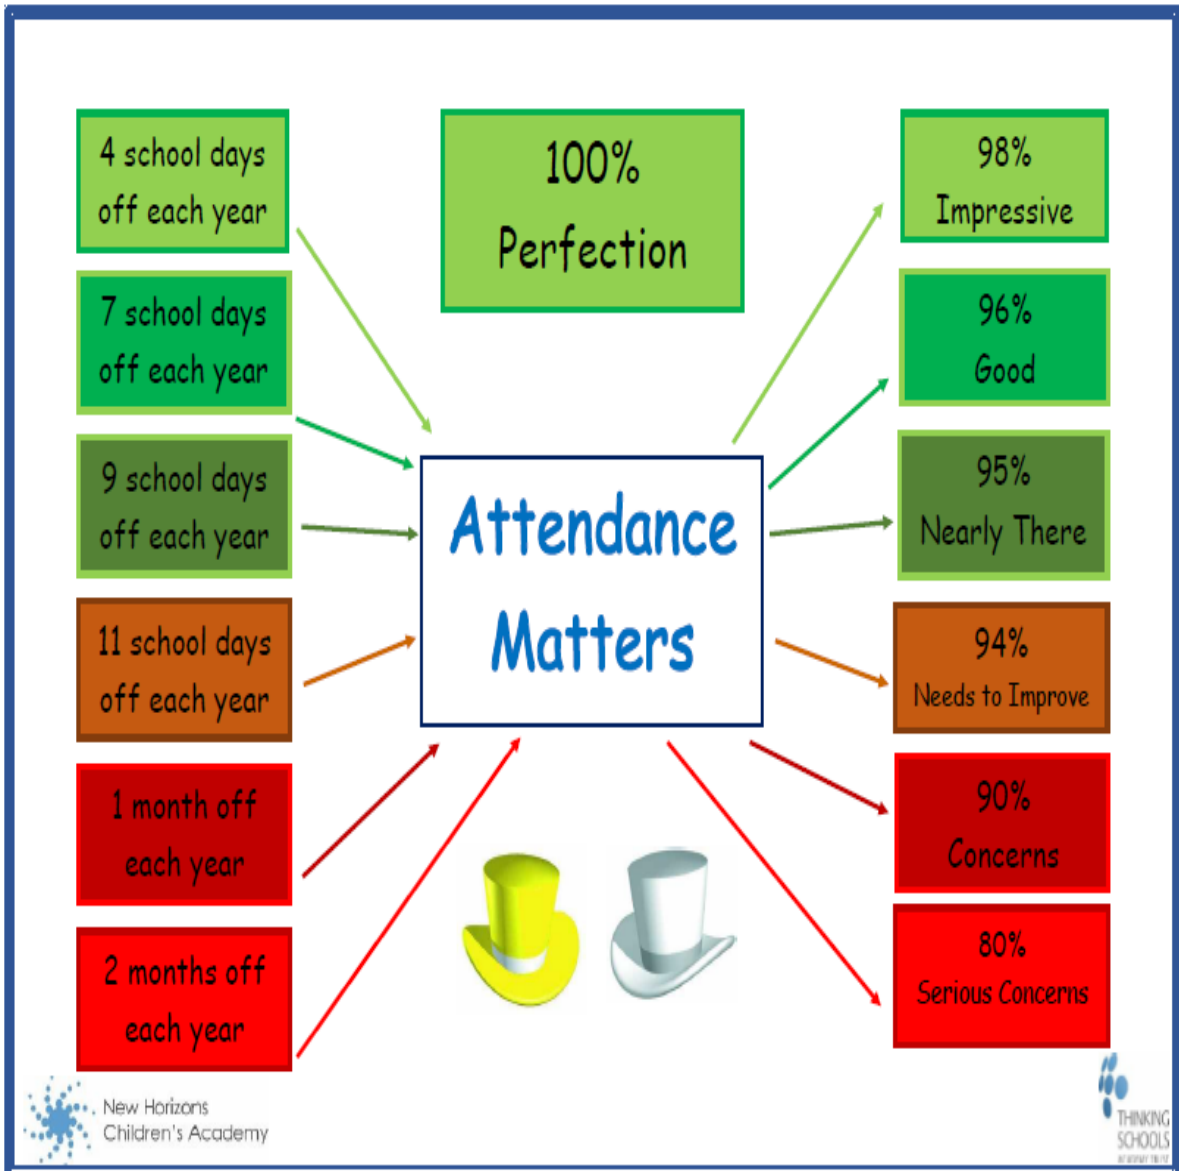 4 school days
off each year
7 school days
off each year
9 school days
off each year
11 school days
off each year
1 month off
each year
2 months off
each year
100%
Perfection
Attendance
Matters
98%
Impressive
96%
Good
95%
Nearly There
94%
Needs to Improve
90%
Concerns
80%
Serious Concerns
New Horizons
Children's Academy
THINKING
SCHOOLS
ACADEMY TRUST